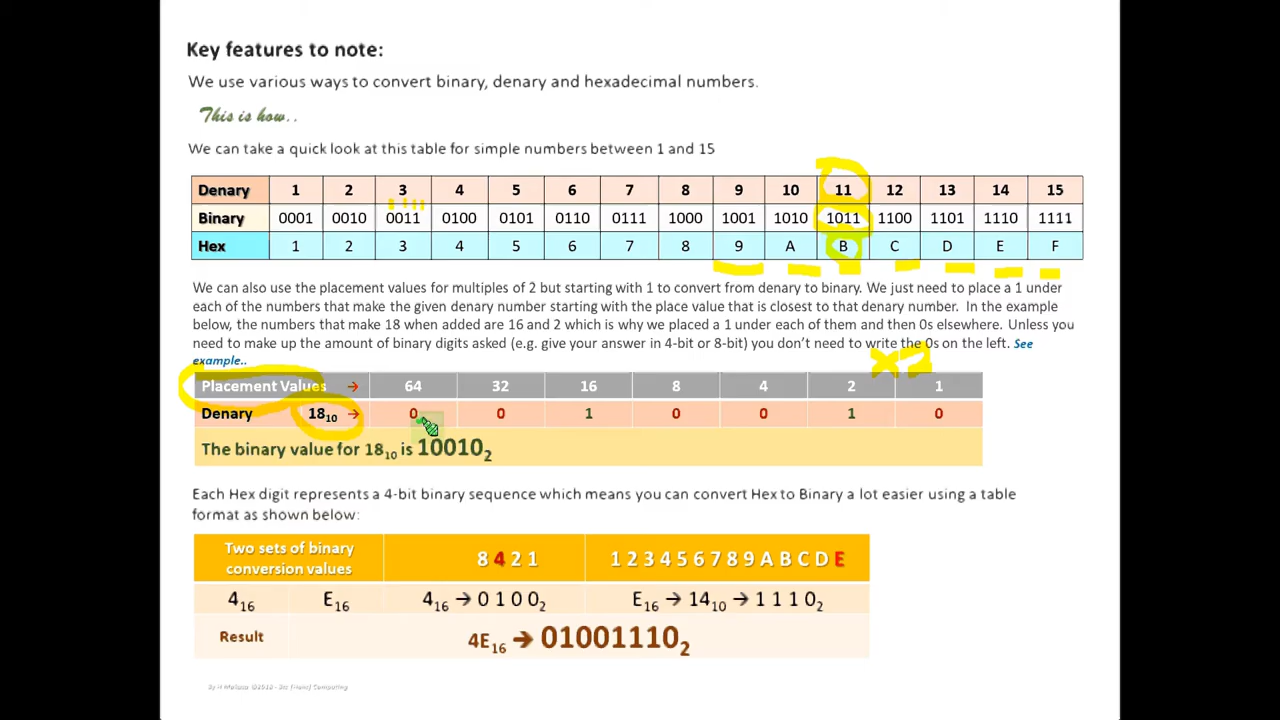 Key features to note:
We use various ways to convert binary, denary and hexadecimal numbers.
This is how..
We can take a quick look at this table for simple numbers between 1 and 15
Denary 1 2 3 4 5 6 7 8 9 10 11 12 13 14 15
Binary 0001 0010 0011 0100 0101 0110 0111 1000 1001 1010 1011 1100 1101 1110 1111
Hex 1 2 3 4 5 6 7 8 9 A B C D E F
We can also use the placement values for multiples of 2 but starting with 1 to convert from denary to binary. We just need to place a 1 under
each of the numbers that make the given denary number starting with the place value that is closest to that denary number. In the example
below, the numbers that make 18 when added are 16 and 2 which is why we placed a 1 under each of them and then 0s elsewhere. Unless you
need to make up the amount of binary digits asked (e.g. give your answer in 4-bit or 8-bit) you don't need to write the 0s on the left. See
example..
x2
Placement Values → 64 32 16 8 4 2 1
Denary 18₁₀ → 0 0 1 0 0 1 0
The binary value for 18₁₀ is 10010₂
Each Hex digit represents a 4-bit binary sequence which means you can convert Hex to Binary a lot easier using a table
format as shown below:
Two sets of binary
conversion values
8 4 2 1 1 2 3 4 5 6 7 8 9 A B C D E
4₁₆ E₁₆ 4₁₆ → 0 1 0 0₂ E₁₆ → 14₁₀ → 1 1 1 0₂
Result 4E₁₆ → 01001110₂